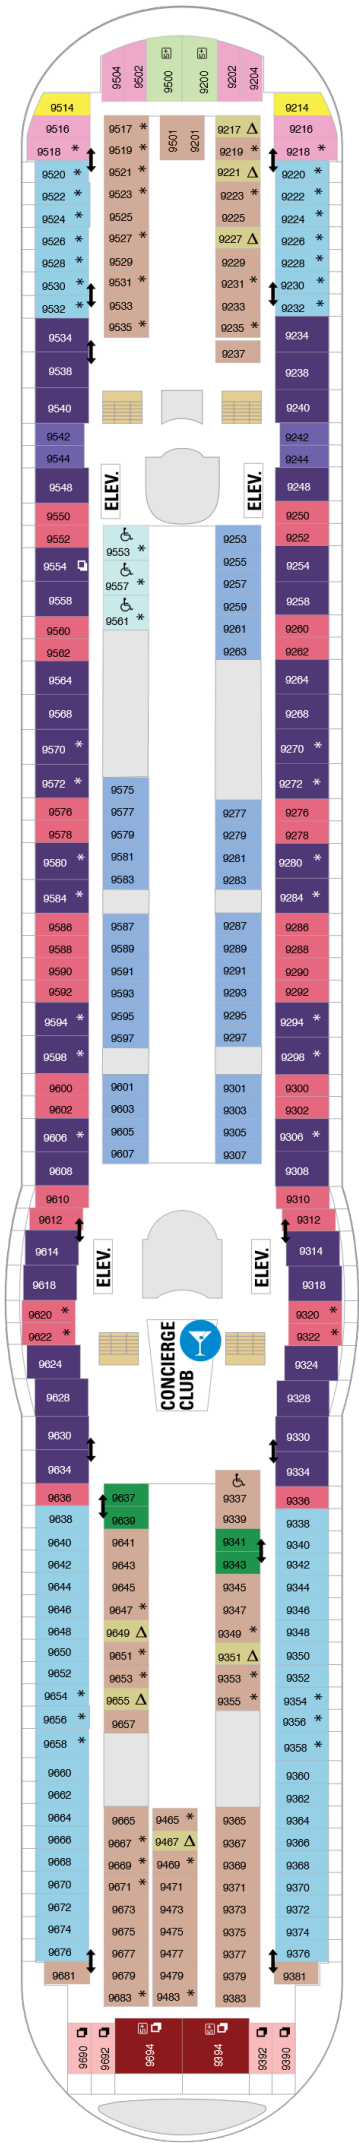 9504 9502 9500 5+ 9200 5+ 9202 9204
9514 9214
9516 9517 * 9501 9201 9217 Δ 9216
9518 * 9519 * 9219 * 9218 *
9520 * 9521 * 9221 Δ 9220 *
9522 * 9523 * 9223 * 9222 *
9524 * 9525 9225 9224 *
9526 * 9527 * 9227 Δ 9226 *
9528 * 9529 9229 9228 *
9530 * 9531 * 9231 * 9230 *
9532 * 9533 9233 9232 *
9534 9535 * 9235 * 9234
9538 9237 9238
9540 9240
9542 9242
9544 9244
9548 ELEV. ELEV. 9248
9550 9250
9552 9553 * 9253 9252
9554 9557 * 9255 9254
9558 9561 * 9257 9258
9259
9560 9261 9260
9562 9263 9262
9564 9264
9568 9268
9570 * 9270 *
9572 * 9575 9272 *
9576 9577 9277 9276
9578 9579 9279 9278
9580 * 9581 9281 9280 *
9584 * 9583 9283 9284 *
9586 9587 9287 9286
9588 9589 9289 9288
9590 9591 9291 9290
9592 9593 9293 9292
9594 * 9595 9295 9294 *
9598 * 9597 9297 9298 *
9600 9601 9301 9300
9602 9603 9303 9302
9606 * 9605 9305 9306 *
9608 9607 9307 9308
9610 9310
9612 9312
9614 ELEV. ELEV. 9314
9618 9318
9620 * 9320 *
9622 * CONCIERGE CLUB 9322 *
9624 9324
9628 9328
9630 9330
9634 9334
9636 9637 9337 9336
9638 9639 9339 9338
9640 9641 9341 9340
9642 9643 9343 9342
9644 9645 9345 9344
9646 9647 * 9347 9346
9648 9649 Δ 9349 * 9348
9650 9651 * 9351 Δ 9350
9652 9653 * 9353 * 9352
9654 * 9655 Δ 9355 * 9354 *
9656 * 9657 9356 *
9658 * 9358 *
9660 9360
9662 9362
9664 9665 9465 * 9365 9364
9666 9667 * 9467 Δ 9367 9366
9668 9669 * 9469 * 9369 9368
9670 9671 * 9471 9371 9370
9672 9673 9473 9373 9372
9674 9675 9475 9375 9374
9676 9677 9477 9377 9376
9681 9679 9479 9379 9381
9683 * 9483 * 9383
9690 9692 9694 5+ 9394 5+ 9392 9390